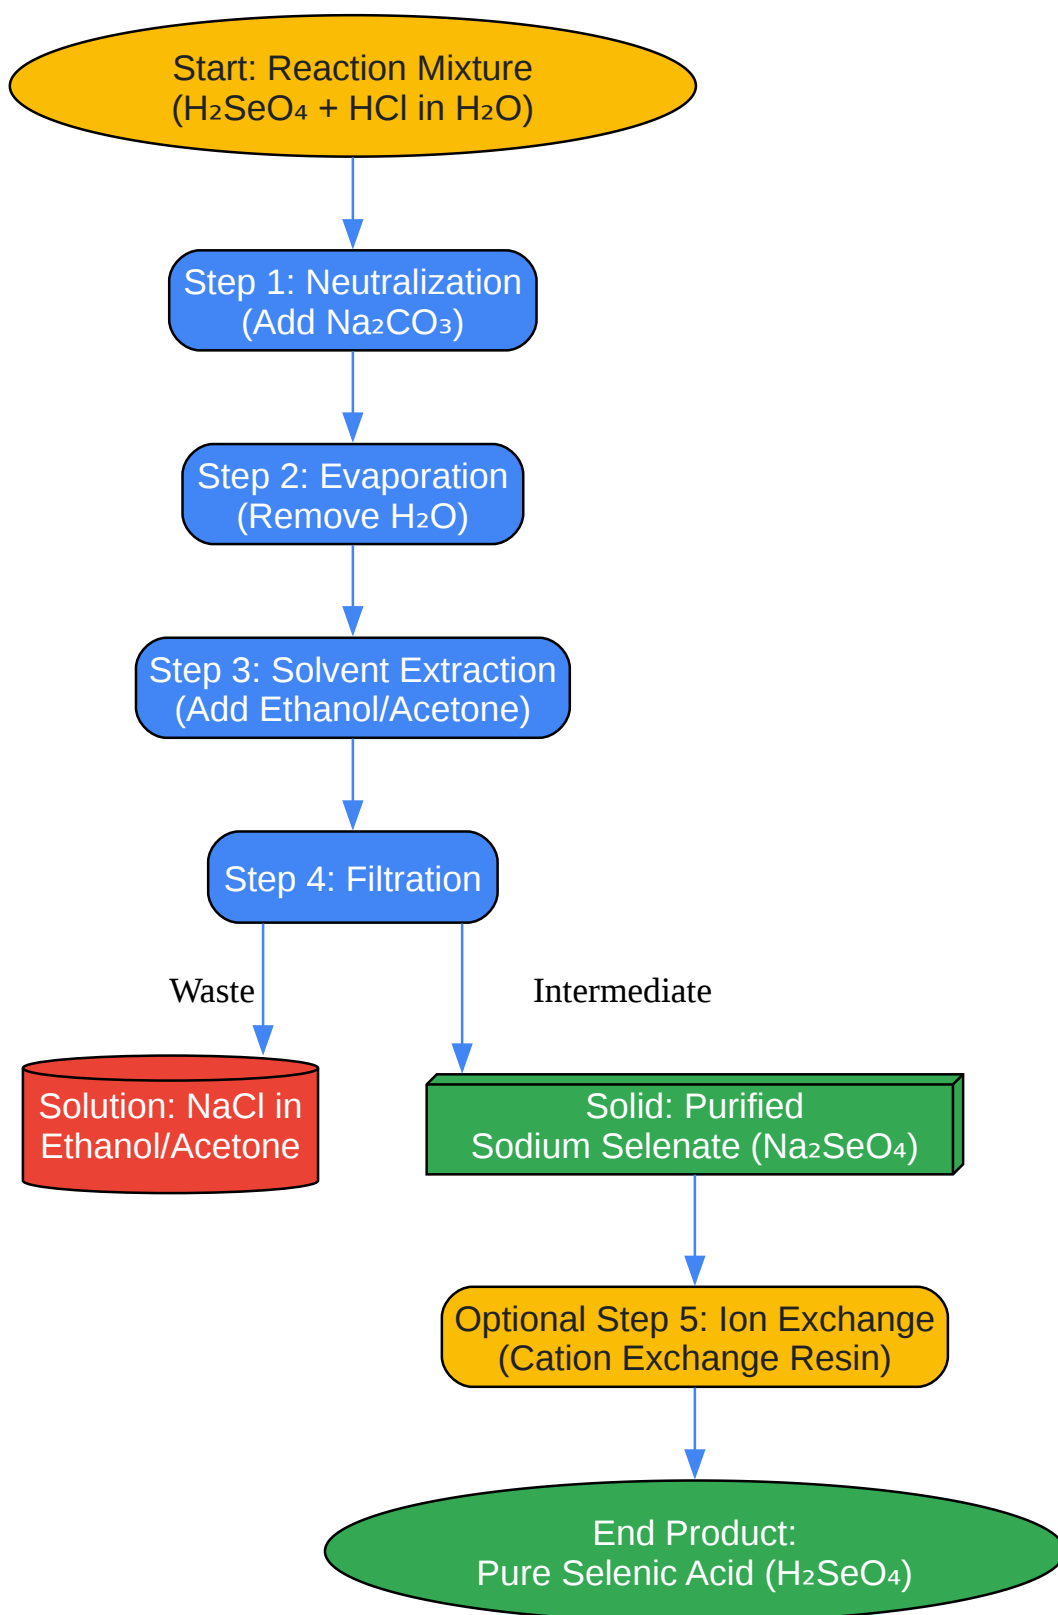 Start: Reaction Mixture
(H₂SeO₄ + HCl in H₂O)
Step 1: Neutralization
(Add Na₂CO₃)
Step 2: Evaporation
(Remove H₂O)
Step 3: Solvent Extraction
(Add Ethanol/Acetone)
Step 4: Filtration
Waste
Intermediate
Solution: NaCl in
Ethanol/Acetone
Solid: Purified
Sodium Selenate (Na₂SeO₄)
Optional Step 5: Ion Exchange
(Cation Exchange Resin)
End Product:
Pure Selenic Acid (H₂SeO₄)